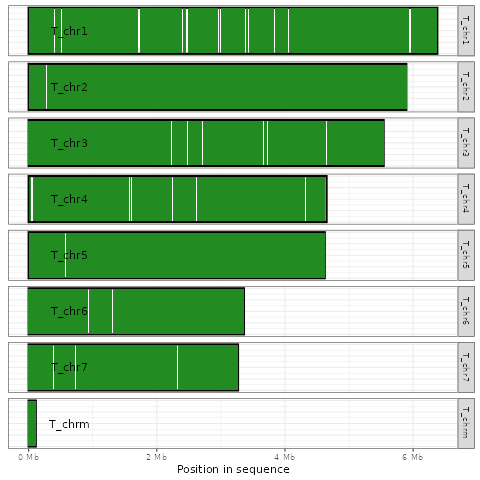 T_chr1 T_chr1
T_chr2 T_chr2
T_chr3 T_chr3
T_chr4 T_chr4
T_chr5 T_chr5
T_chr6 T_chr6
T_chr7 T_chr7
T_chrm T_chrm
0 Mb 2 Mb 4 Mb 6 Mb
Position in sequence